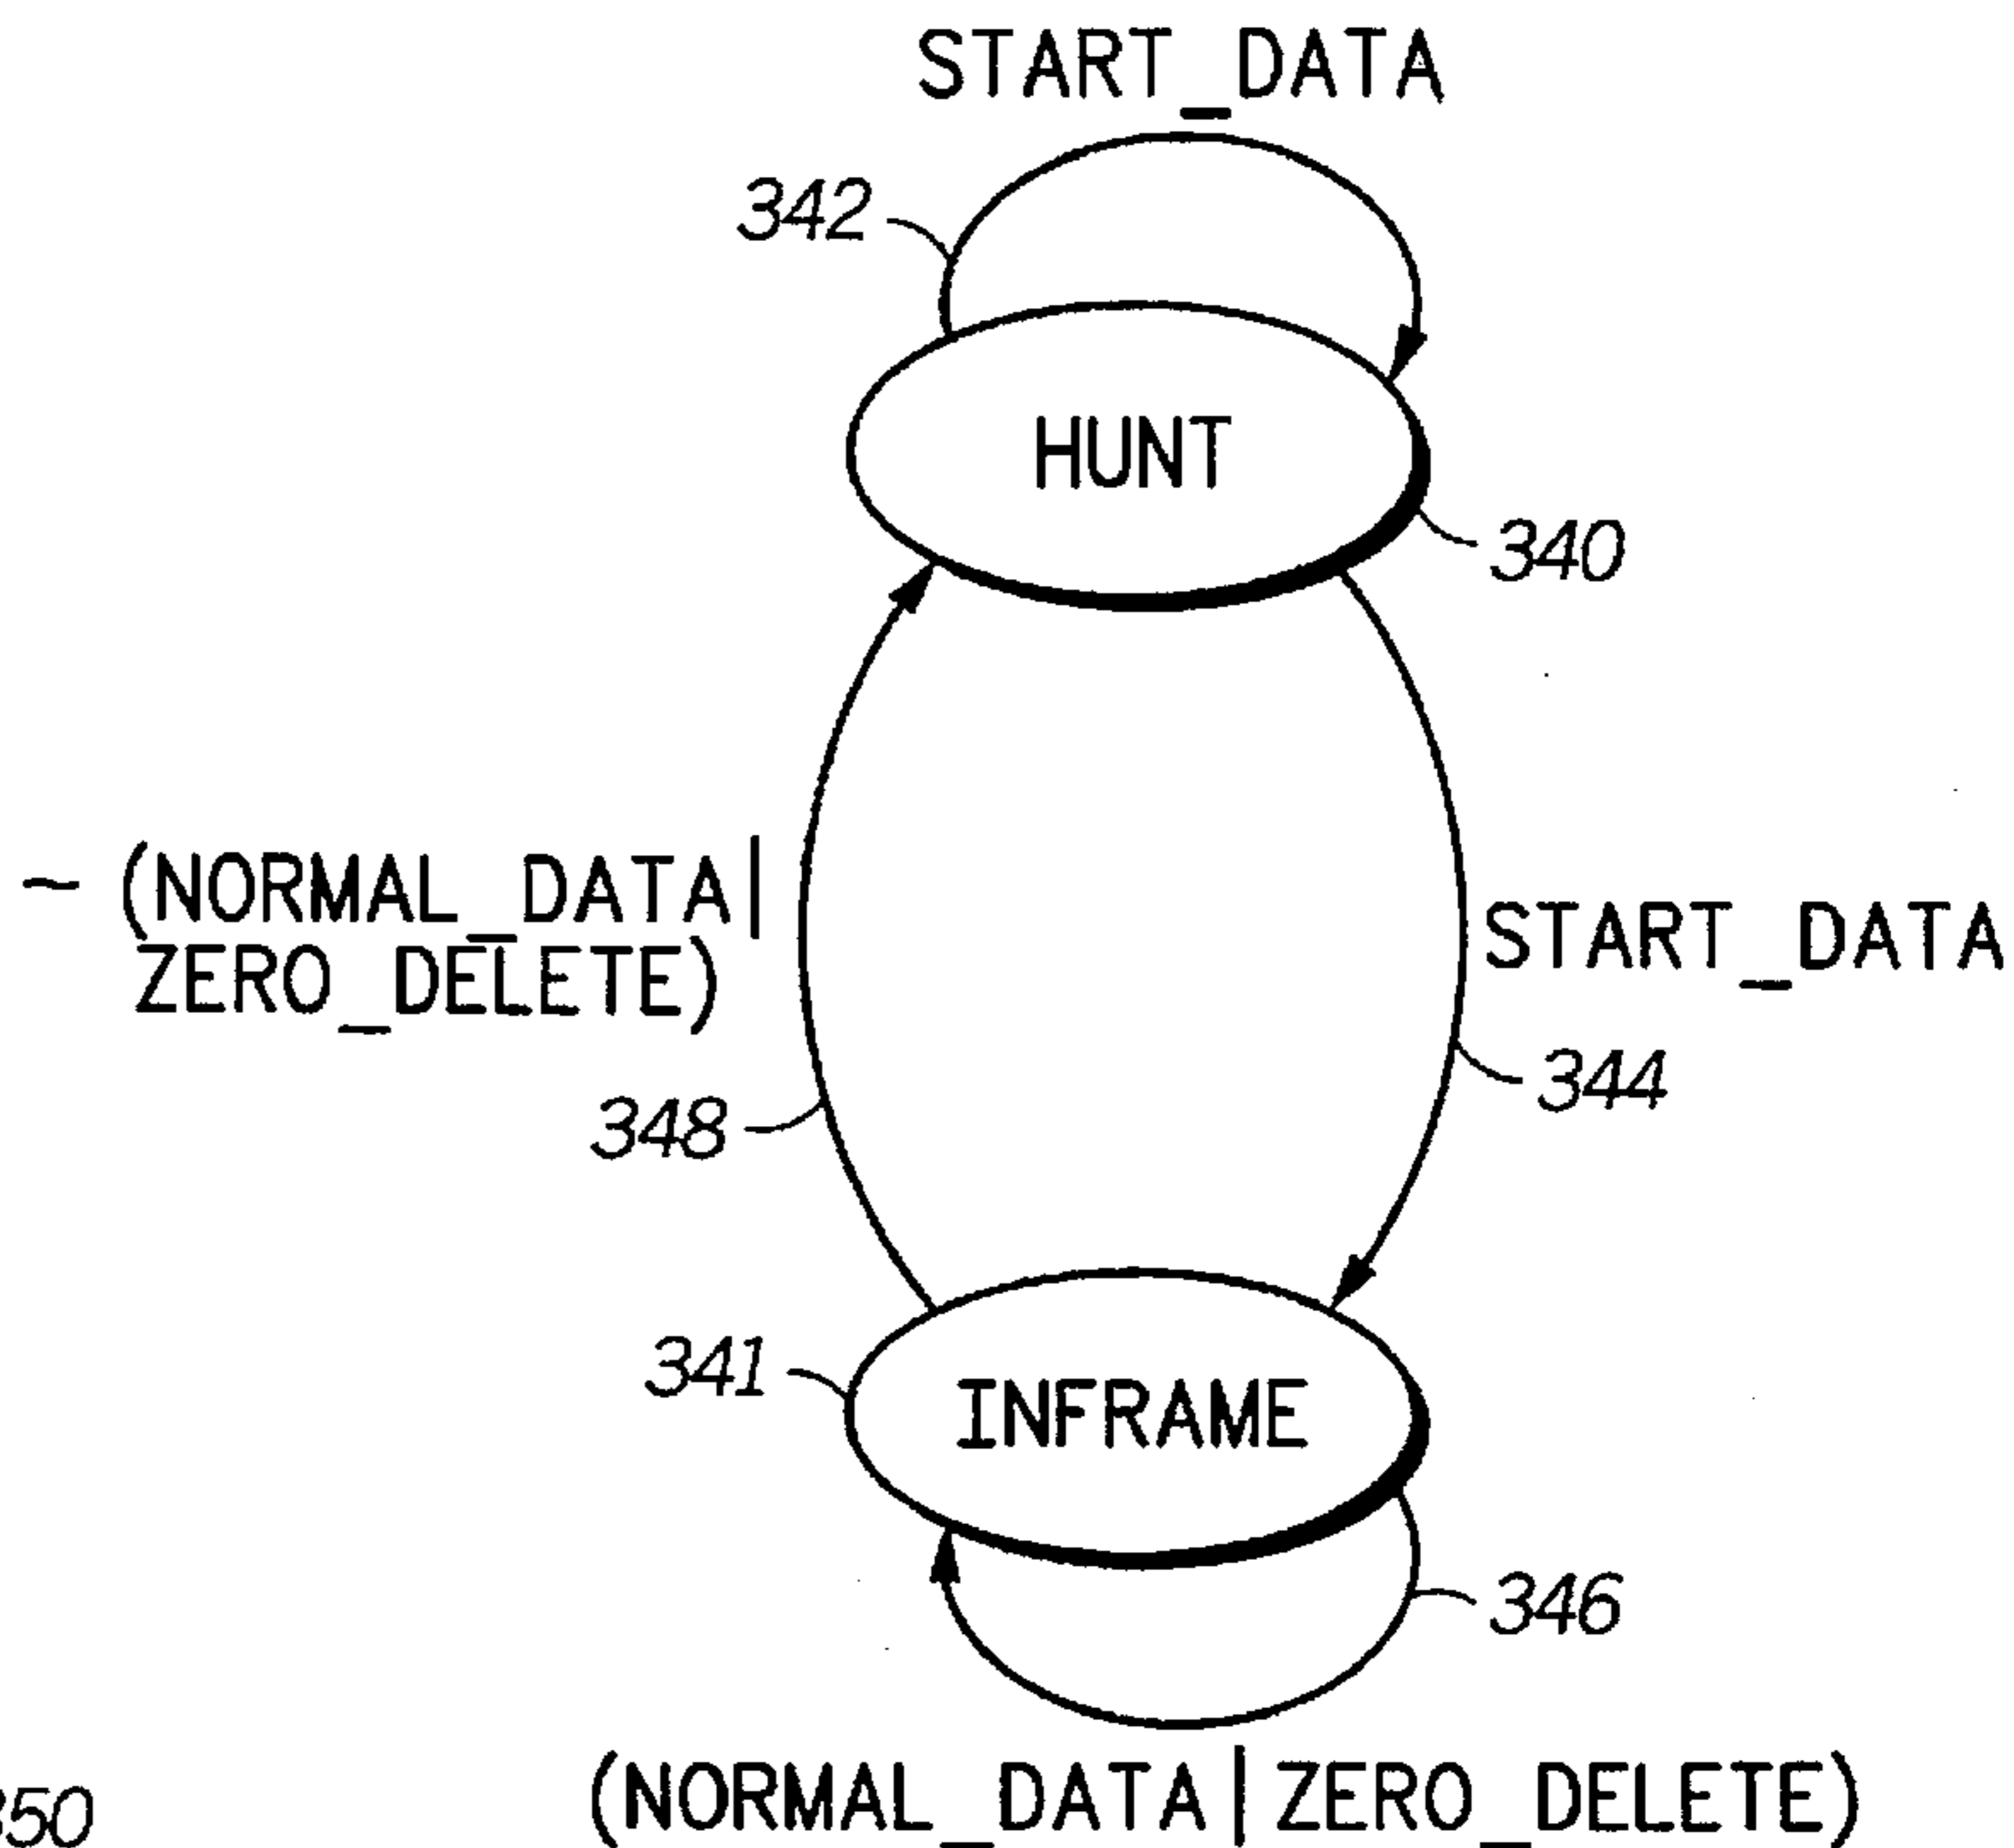 START_DATA
342
HUNT
340
~ (NORMAL_DATA|
ZERO_DELETE)
START_DATA
344
348
341
INFRAME
346
(NORMAL_DATA|ZERO_DELETE)